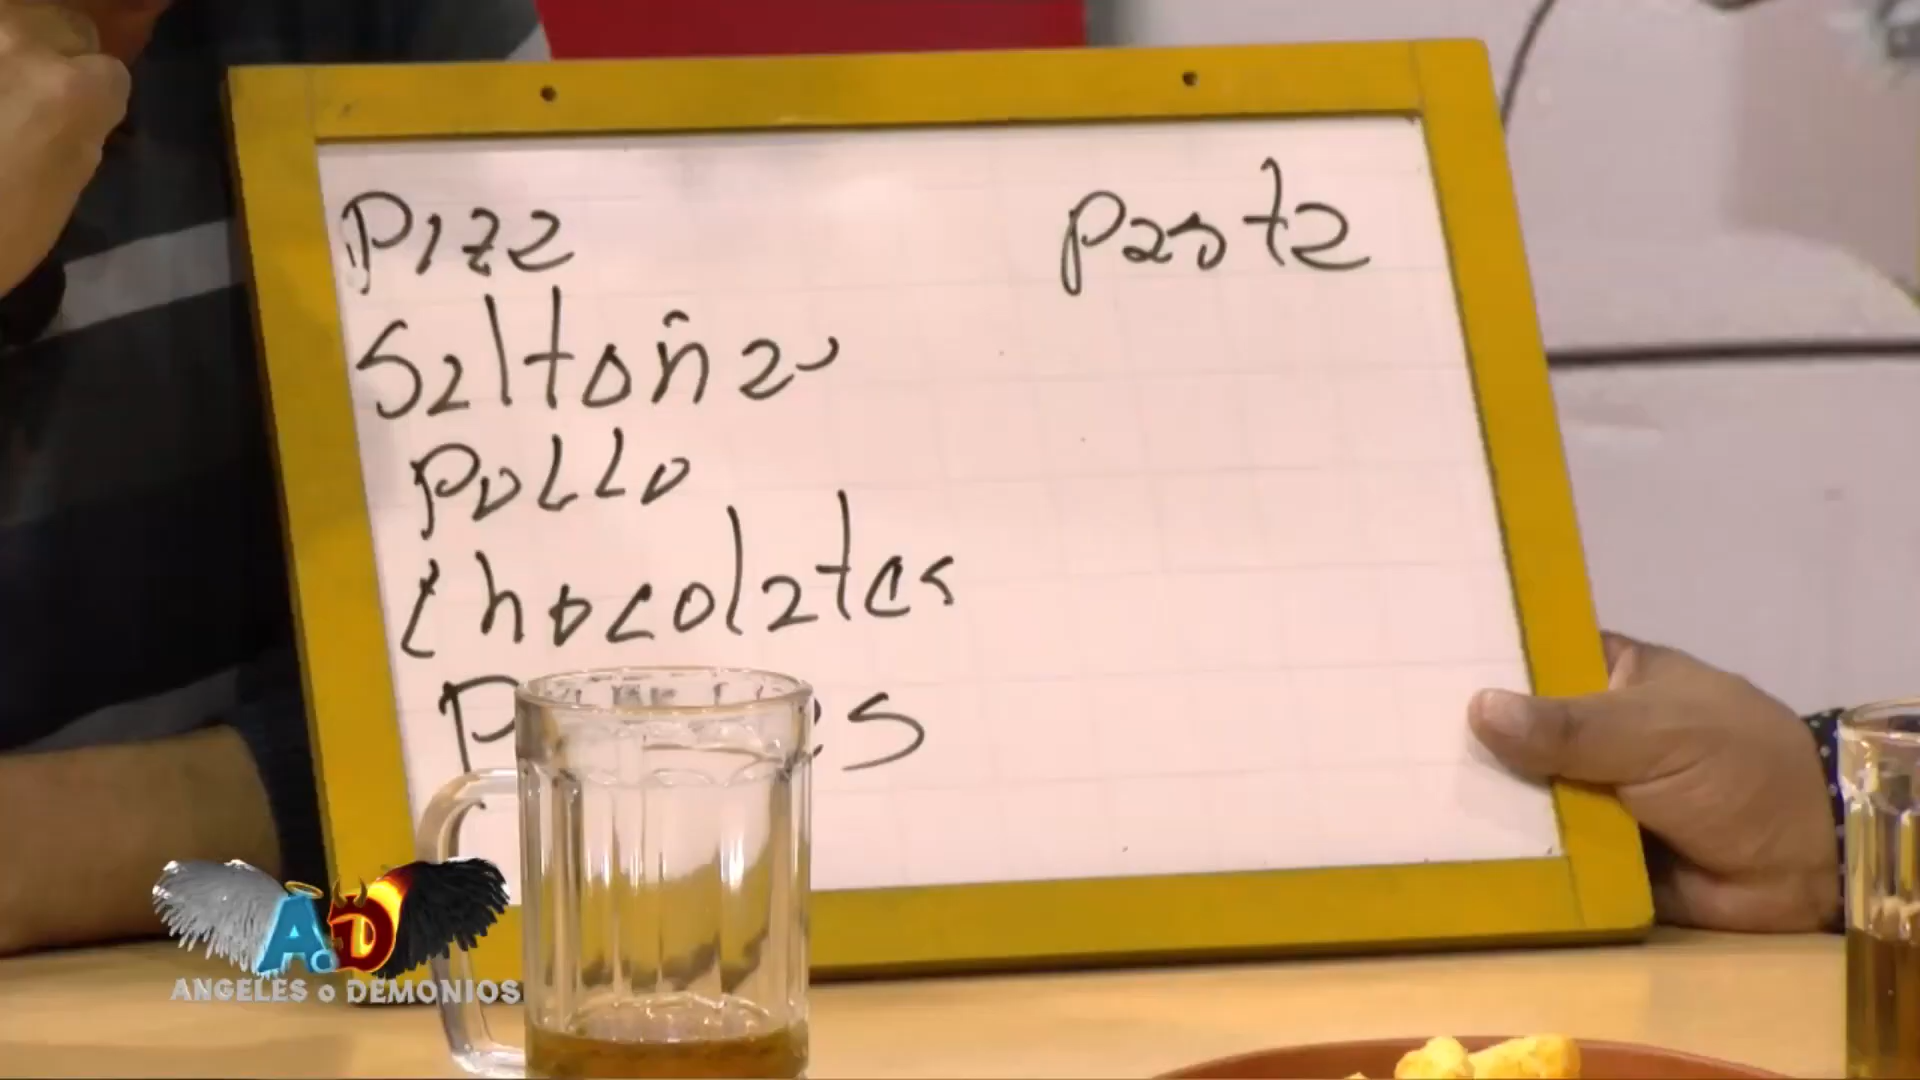 Pizza
Salteñas
Pollo
Chocolates
Pasta
A.D
ANGELES o DEMONIOS